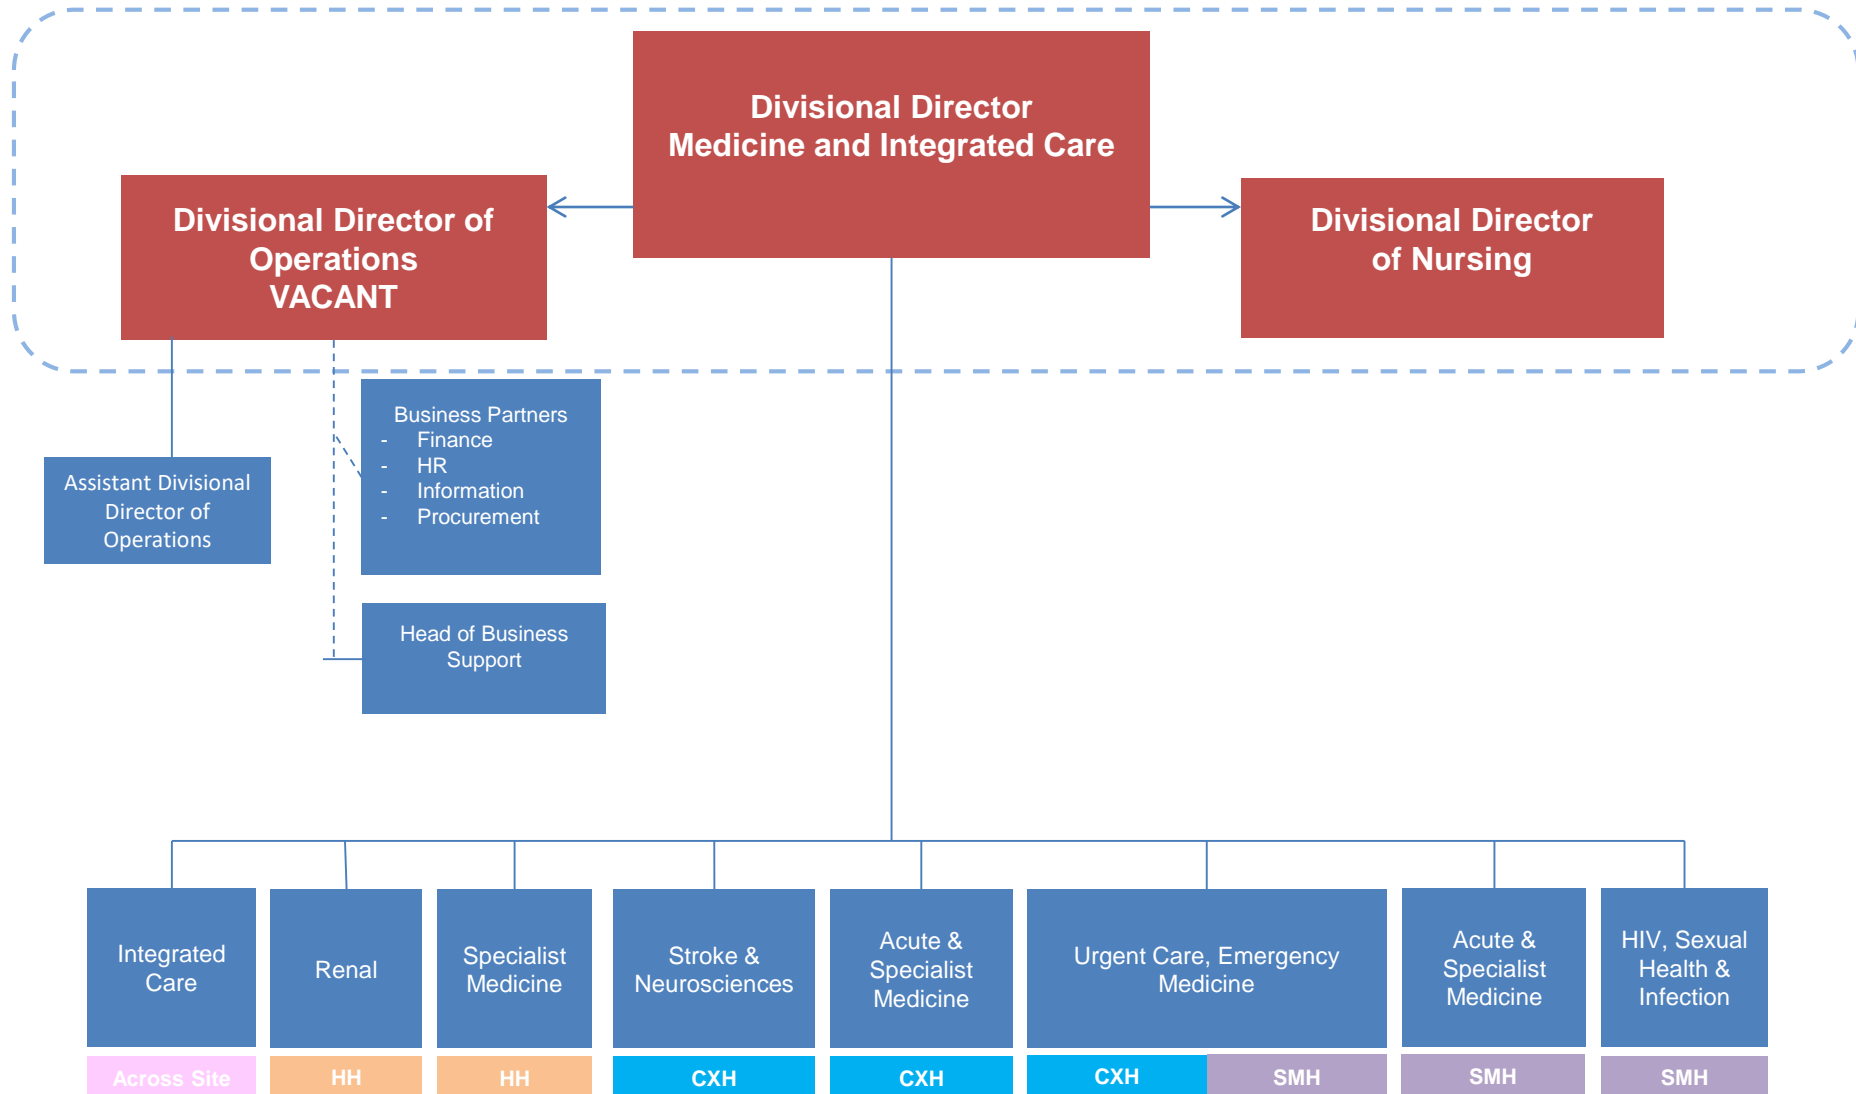 Divisional Director
Medicine and Integrated Care
Divisional Director of
Operations
VACANT
Divisional Director
of Nursing
Business Partners
- Finance
- HR
- Information
- Procurement
Assistant Divisional
Director of
Operations
Head of Business
Support
Integrated
Care
Renal
Specialist
Medicine
Stroke &
Neurosciences
Acute &
Specialist
Medicine
Urgent Care, Emergency
Medicine
Acute &
Specialist
Medicine
HIV, Sexual
Health &
Infection
Across Site
HH
HH
CXH
CXH
CXH
SMH
SMH
SMH